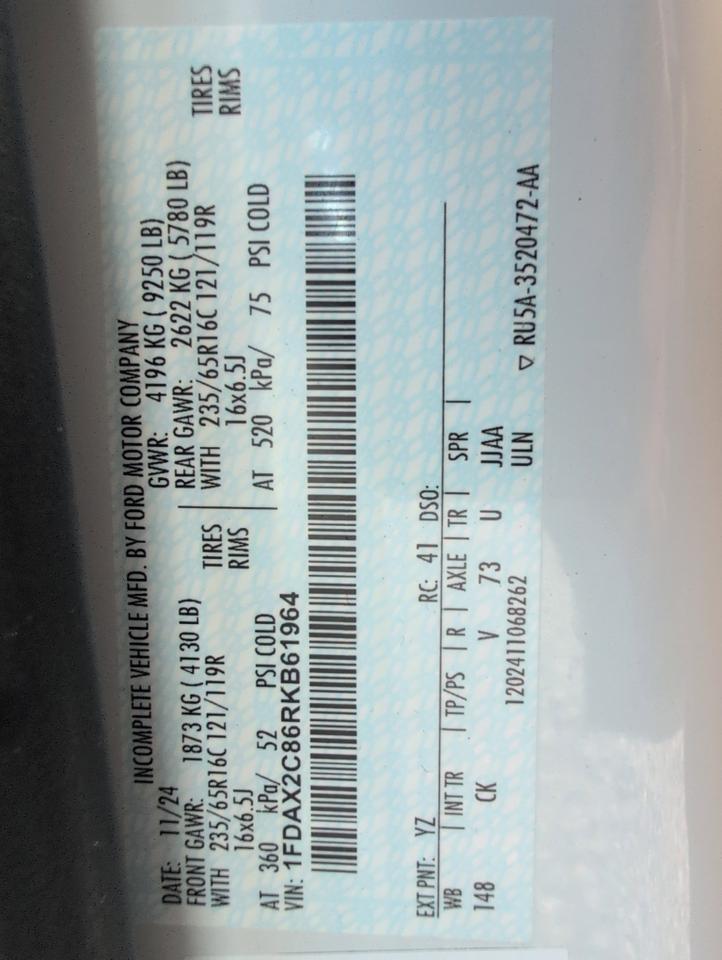 INCOMPLETE VEHICLE MFD. BY FORD MOTOR COMPANY
DATE: 11/24 GVWR: 4196 KG ( 9250 LB)
FRONT GAWR: 1873 KG ( 4130 LB) REAR GAWR: 2622 KG ( 5780 LB)
WITH 235/65R16C 121/119R TIRES WITH 235/65R16C 121/119R TIRES
16x6.5J RIMS 16x6.5J RIMS
AT 360 kPa/ 52 PSI COLD AT 520 kPa/ 75 PSI COLD
VIN: 1FDAX2C86RKB61964
EXT PNT: YZ RC: 41 DSO:
WB | INT TR | TP/PS | R | AXLE | TR | SPR |
148 CK V 73 U JJAA
1202411068262 ULN
▽ RU5A-3520472-AA